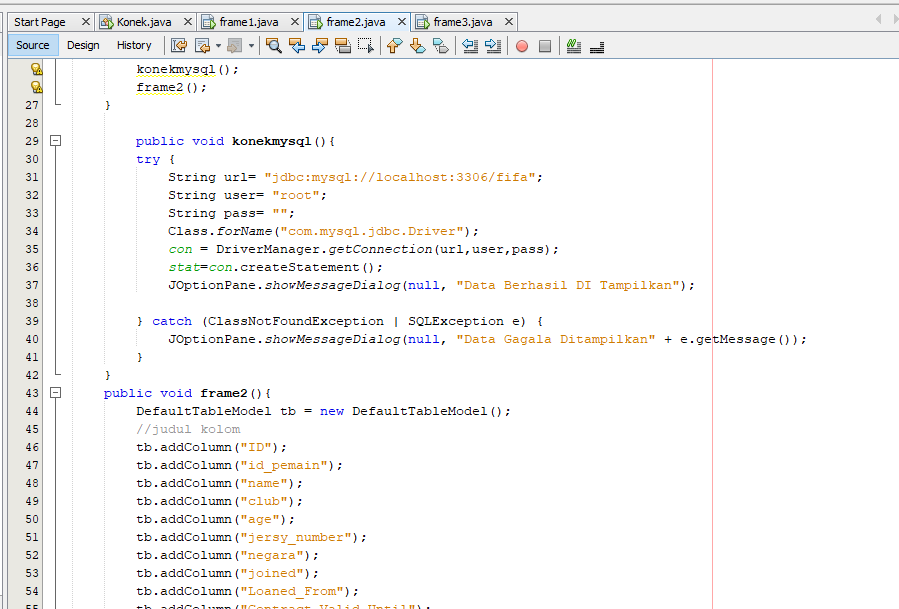 Start Page Konek.java frame1.java frame2.java frame3.java
Source Design History
konekmysql();
frame2();
27 }
28
29 public void konekmysql(){
30 try {
31 String url= "jdbc:mysql://localhost:3306/fifa";
32 String user= "root";
33 String pass= "";
34 Class.forName("com.mysql.jdbc.Driver");
35 con = DriverManager.getConnection(url,user,pass);
36 stat=con.createStatement();
37 JOptionPane.showMessageDialog(null, "Data Berhasil DI Tampilkan");
38
39 } catch (ClassNotFoundException | SQLException e) {
40 JOptionPane.showMessageDialog(null, "Data Gagala Ditampilkan" + e.getMessage());
41 }
42 }
43 public void frame2(){
44 DefaultTableModel tb = new DefaultTableModel();
45 //judul kolom
46 tb.addColumn("ID");
47 tb.addColumn("id_pemain");
48 tb.addColumn("name");
49 tb.addColumn("club");
50 tb.addColumn("age");
51 tb.addColumn("jersy_number");
52 tb.addColumn("negara");
53 tb.addColumn("joined");
54 tb.addColumn("Loaned_From");
55 tb.addColumn("Contract_Valid_Until");